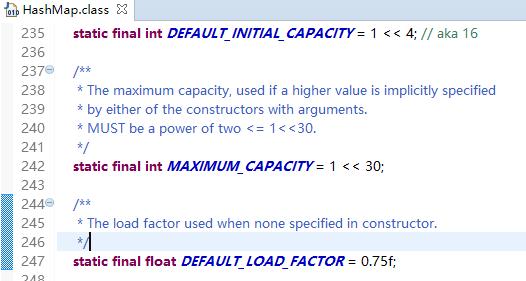 HashMap.class
235 static final int DEFAULT_INITIAL_CAPACITY = 1 << 4; // aka 16
236
237 /**
238 * The maximum capacity, used if a higher value is implicitly specified
239 * by either of the constructors with arguments.
240 * MUST be a power of two <= 1<<30.
241 */
242 static final int MAXIMUM_CAPACITY = 1 << 30;
243
244 /**
245 * The load factor used when none specified in constructor.
246 */
247 static final float DEFAULT_LOAD_FACTOR = 0.75f;
248